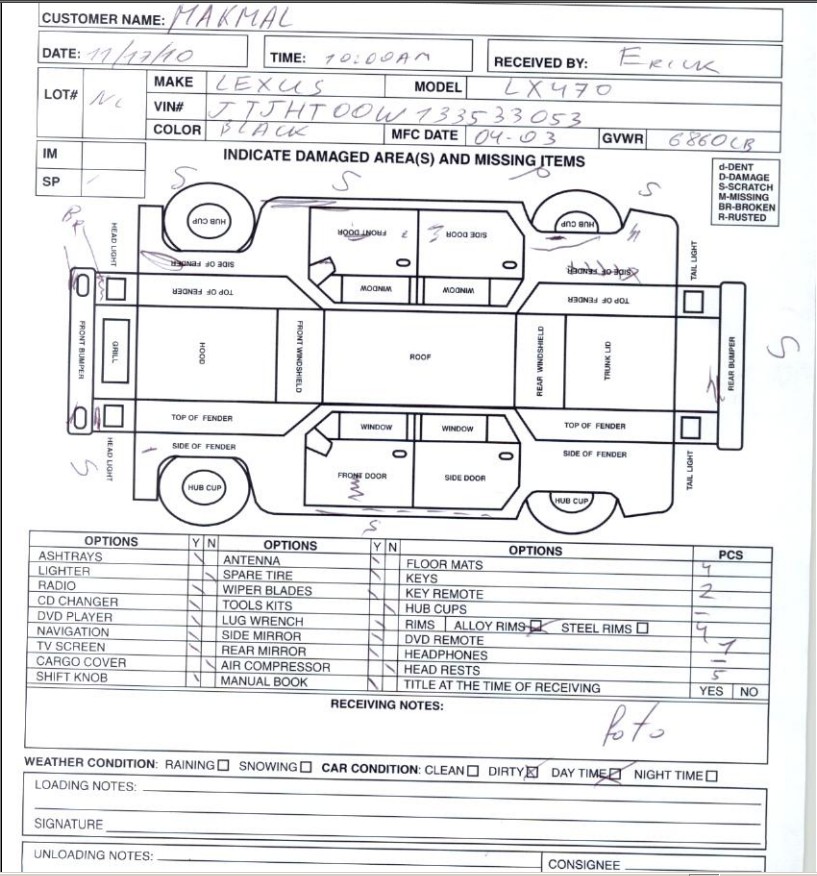 CUSTOMER NAME: MAKMAL
DATE: 11/17/10 TIME: 10:00AM RECEIVED BY: ERICK
LOT# MAKE LEXUS MODEL LX470
VIN# JTJHT00W133533053
COLOR BLACK MFC DATE 04-03 GVWR 6860LB
IM
SP
INDICATE DAMAGED AREA(S) AND MISSING ITEMS
d-DENT
D-DAMAGE
S-SCRATCH
M-MISSING
BR-BROKEN
R-RUSTED
S S S
BR
HEAD LIGHT
HUB CUP
FRONT DOOR
SIDE DOOR
HUB CUP
TAIL LIGHT
SIDE OF FENDER
SIDE OF FENDER
TOP OF FENDER
WINDOW
WINDOW
TOP OF FENDER
FRONT BUMPER
GRILL
HOOD
FRONT WINDSHIELD
ROOF
REAR WINDSHIELD
TRUNK LID
REAR BUMPER
S
TOP OF FENDER
WINDOW
WINDOW
TOP OF FENDER
SIDE OF FENDER
SIDE OF FENDER
S
HEAD LIGHT
HUB CUP
FRONT DOOR
SIDE DOOR
HUB CUP
TAIL LIGHT
S
OPTIONS Y N OPTIONS Y N OPTIONS PCS
ASHTRAYS ANTENNA FLOOR MATS 4
LIGHTER SPARE TIRE KEYS
RADIO WIPER BLADES KEY REMOTE 2
CD CHANGER TOOLS KITS HUB CUPS –
DVD PLAYER LUG WRENCH RIMS ALLOY RIMS STEEL RIMS 4
NAVIGATION SIDE MIRROR DVD REMOTE 1
TV SCREEN REAR MIRROR HEADPHONES –
CARGO COVER AIR COMPRESSOR HEAD RESTS 5
SHIFT KNOB MANUAL BOOK TITLE AT THE TIME OF RECEIVING YES NO
RECEIVING NOTES:
foto
WEATHER CONDITION: RAINING SNOWING CAR CONDITION: CLEAN DIRTY DAY TIME NIGHT TIME
LOADING NOTES:
SIGNATURE
UNLOADING NOTES:
CONSIGNEE